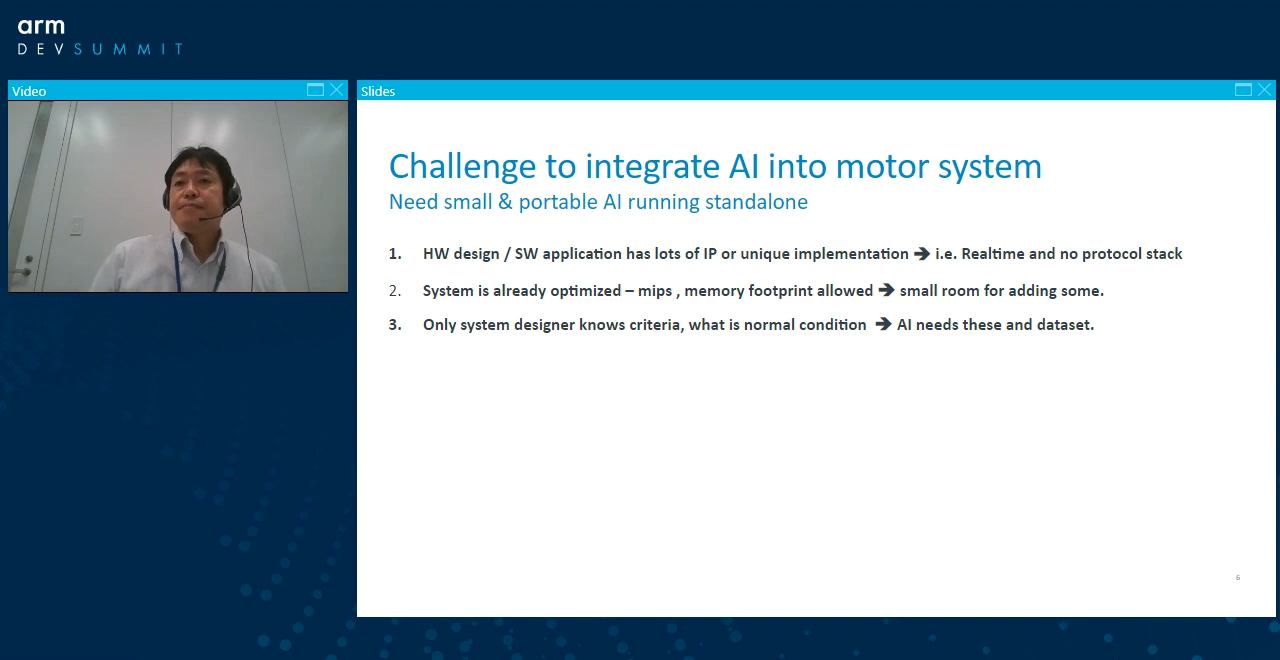 arm
DEVSUMMIT
Video
Slides
Challenge to integrate AI into motor system
Need small & portable AI running standalone
1. HW design / SW application has lots of IP or unique implementation ➔ i.e. Realtime and no protocol stack
2. System is already optimized – mips , memory footprint allowed ➔ small room for adding some.
3. Only system designer knows criteria, what is normal condition ➔ AI needs these and dataset.
6